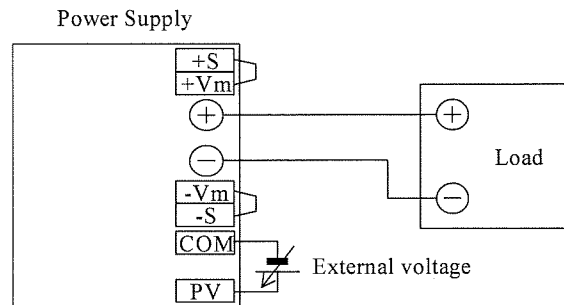 Power Supply
+S
+Vm
+
+
−
Load
−
-Vm
-S
COM
External voltage
PV